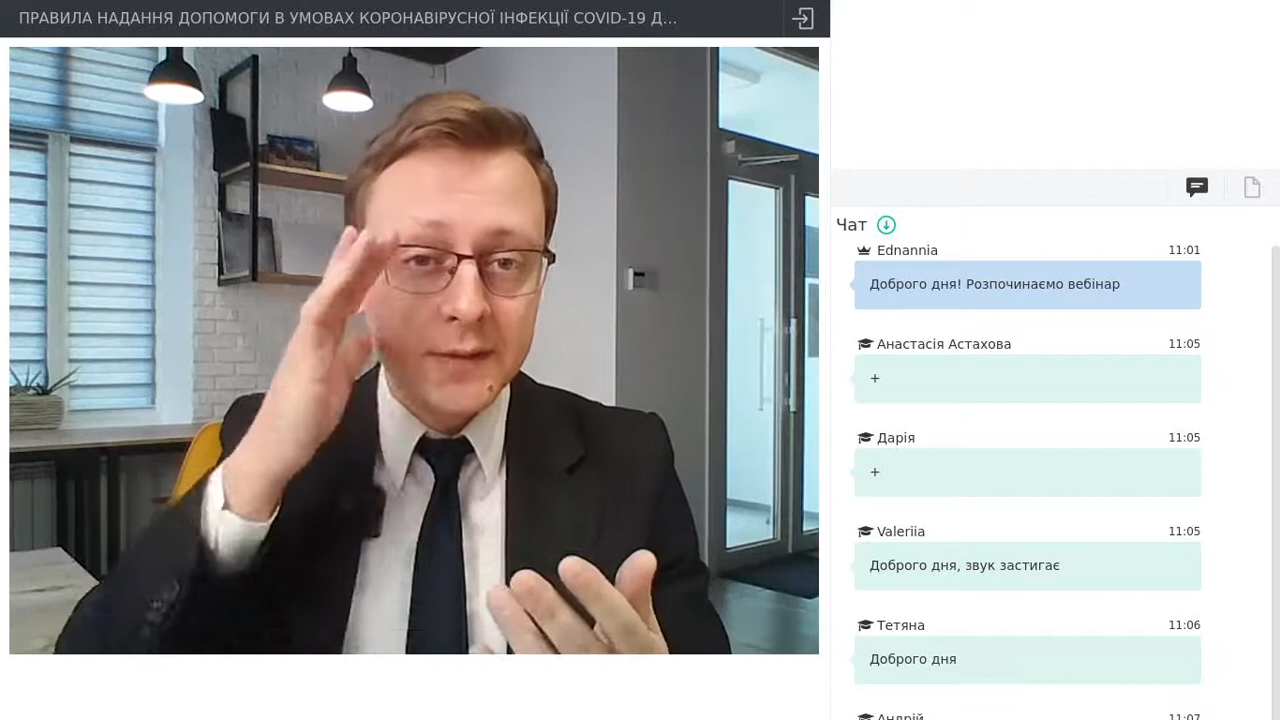 ПРАВИЛА НАДАННЯ ДОПОМОГИ В УМОВАХ КОРОНАВІРУСНОЇ ІНФЕКЦІЇ COVID-19 Д...
Чат
Ednannia 11:01
Доброго дня! Розпочинаємо вебінар
Анастасія Астахова 11:05
+
Дарія 11:05
+
Valeriia 11:05
Доброго дня, звук застигає
Тетяна 11:06
Доброго дня
Андрій 11:07